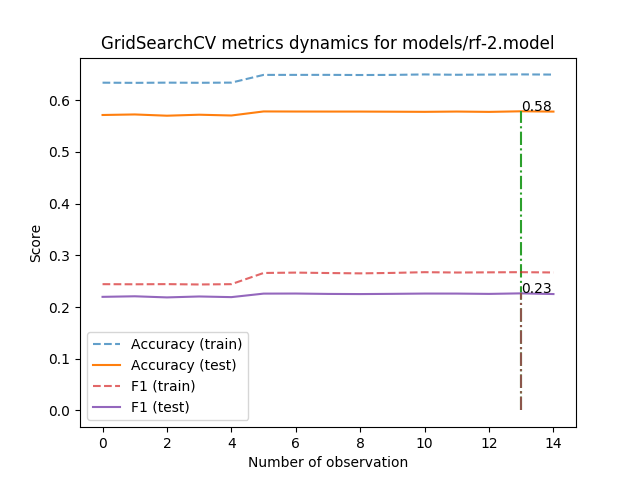 GridSearchCV metrics dynamics for models/rf-2.model
Score
0.6
0.5
0.4
0.3
0.2
0.1
0.0
0.58
0.23
Accuracy (train)
Accuracy (test)
F1 (train)
F1 (test)
0 2 4 6 8 10 12 14
Number of observation